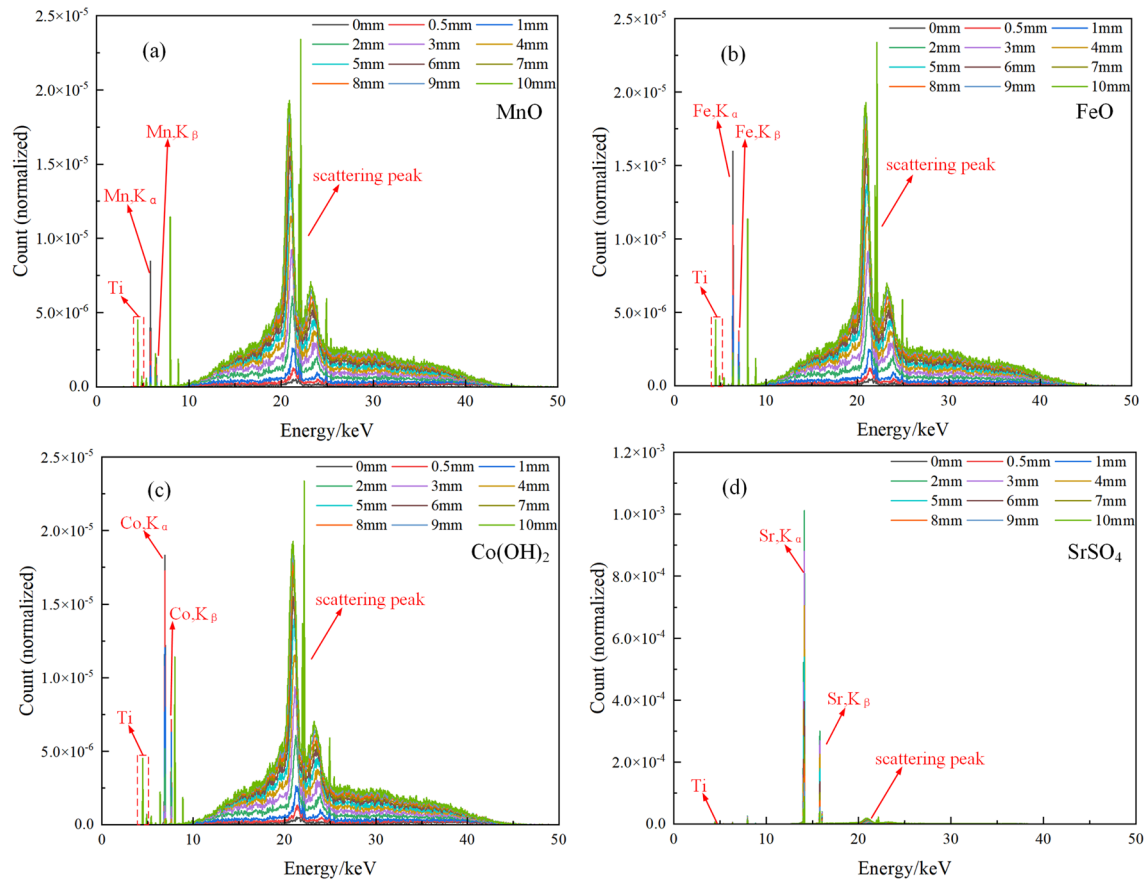 (a)
0mm 0.5mm 1mm
2mm 3mm 4mm
5mm 6mm 7mm
8mm 9mm 10mm
MnO
Mn,Kβ
Mn,Kα
scattering peak
Ti
2.5×10⁻⁵
2.0×10⁻⁵
1.5×10⁻⁵
1.0×10⁻⁵
5.0×10⁻⁶
0.0
Count (normalized)
0 10 20 30 40 50
Energy/keV
(b)
0mm 0.5mm 1mm
2mm 3mm 4mm
5mm 6mm 7mm
8mm 9mm 10mm
FeO
Fe,Kα
Fe,Kβ
scattering peak
Ti
2.5×10⁻⁵
2.0×10⁻⁵
1.5×10⁻⁵
1.0×10⁻⁵
5.0×10⁻⁶
0.0
Count (normalized)
0 10 20 30 40 50
Energy/keV
(c)
0mm 0.5mm 1mm
2mm 3mm 4mm
5mm 6mm 7mm
8mm 9mm 10mm
Co(OH)₂
Co,Kα
Co,Kβ
scattering peak
Ti
2.5×10⁻⁵
2.0×10⁻⁵
1.5×10⁻⁵
1.0×10⁻⁵
5.0×10⁻⁶
0.0
Count (normalized)
0 10 20 30 40 50
Energy/keV
(d)
0mm 0.5mm 1mm
2mm 3mm 4mm
5mm 6mm 7mm
8mm 9mm 10mm
SrSO₄
Sr,Kα
Sr,Kβ
scattering peak
Ti
1.2×10⁻³
1.0×10⁻³
8.0×10⁻⁴
6.0×10⁻⁴
4.0×10⁻⁴
2.0×10⁻⁴
0.0
Count (normalized)
0 10 20 30 40 50
Energy/keV